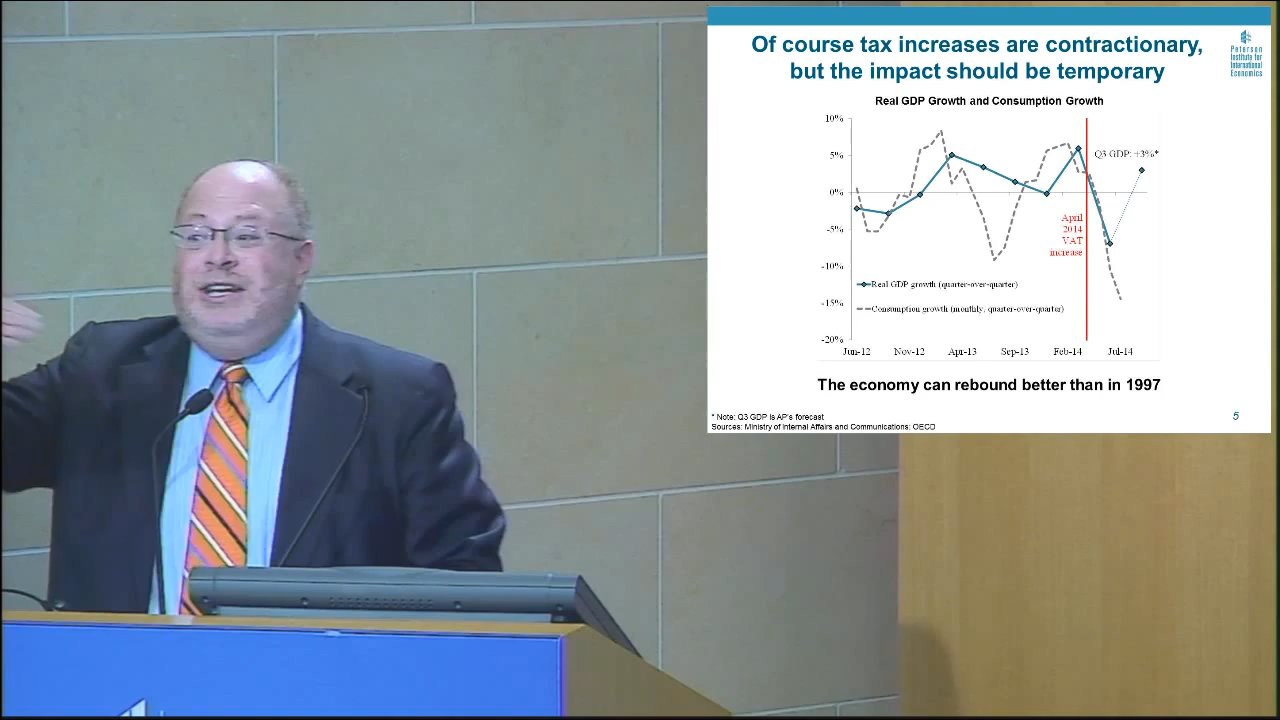 Of course tax increases are contractionary,
but the impact should be temporary
Peterson
Institute for
International
Economics
Real GDP Growth and Consumption Growth
10%
5%
0%
-5%
-10%
-15%
-20%
Q3 GDP: +3%*
April
2014
VAT
increase
Real GDP growth (quarter-over-quarter)
Consumption growth (monthly, quarter-over-quarter)
Jun-12 Nov-12 Apr-13 Sep-13 Feb-14 Jul-14
The economy can rebound better than in 1997
* Note: Q3 GDP is AP's forecast
Sources: Ministry of Internal Affairs and Communications; OECD
5